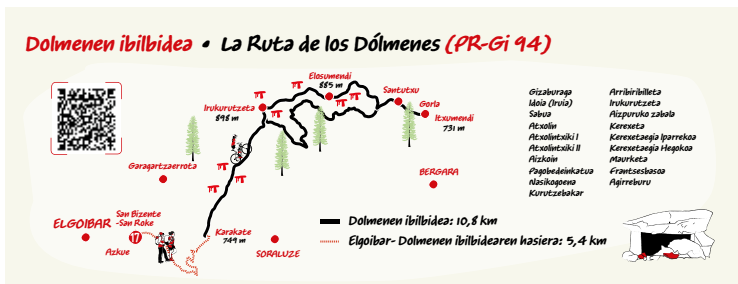 Dolmenen ibilbidea • La Ruta de los Dólmenes (PR-Gi 94)
Elosumendi
885 m
Santutxu
Irukurutzeta
898 m
Gorla
Itxumendi
731 m
Garagartzaerrota
BERGARA
San Bizente
-San Roke
ELGOIBAR
17
Azkue
Karakate
749 m
SORALUZE
Gizaburaga
Idoia (Iruia)
Sabua
Atxolin
Atxolintxiki I
Atxolintxiki II
Aizkoin
Pagobedeinkatua
Nasikogoena
Kurutzebakar
Arribiribilleta
Irukurutzeta
Aizpuruko zabala
Kerexeta
Kerexetaegia Iparrekoa
Kerexetaegia Hegokoa
Maurketa
Frantsesbasoa
Agirreburu
Dolmenen ibilbidea: 10,8 km
Elgoibar- Dolmenen ibilbidearen hasiera: 5,4 km